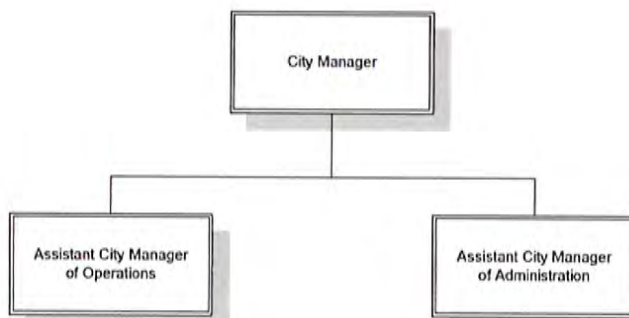 City Manager
Assistant City Manager
of Operations
Assistant City Manager
of Administration